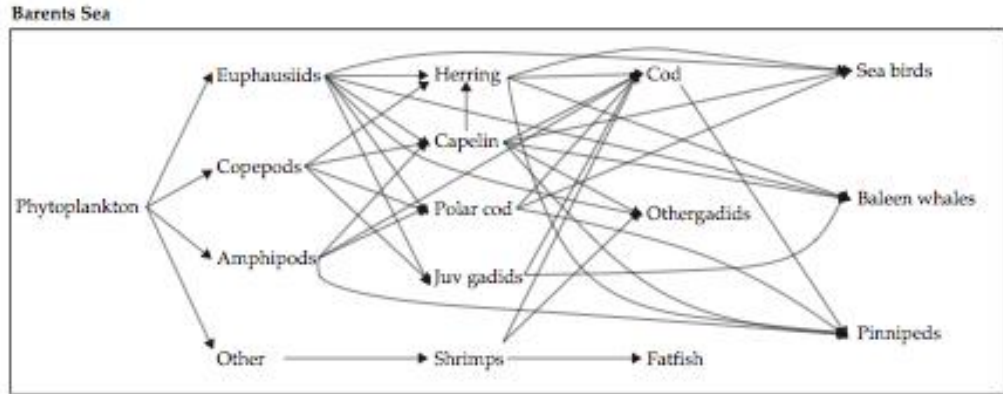 Barents Sea
Euphausiids
Herring
Cod
Sea birds
Capelin
Copepods
Phytoplankton
Polar cod
Othergadids
Baleen whales
Amphipods
Juv gadids
Pinnipeds
Other
Shrimps
Fatfish